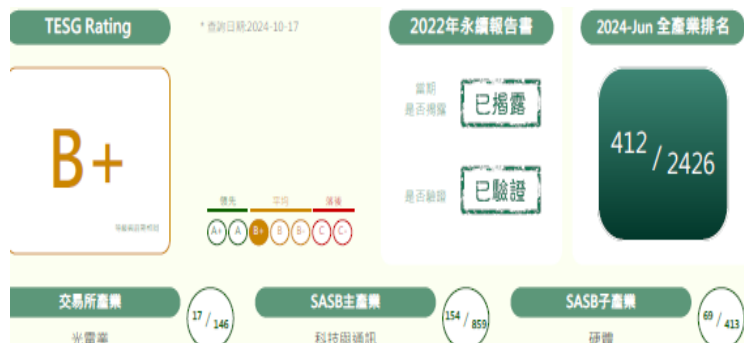 TESG Rating
* 查詢日期:2024-10-17
2022年永續報告書
2024-Jun 全產業排名
當期
是否揭露
已揭露
B+
412 / 2426
是否驗證
已驗證
領先 平均 落後
A+ A B+ B B- C C-
交易所產業
17 / 146
SASB主產業
154 / 859
SASB子產業
69 / 413
光電業
科技與通訊
硬體